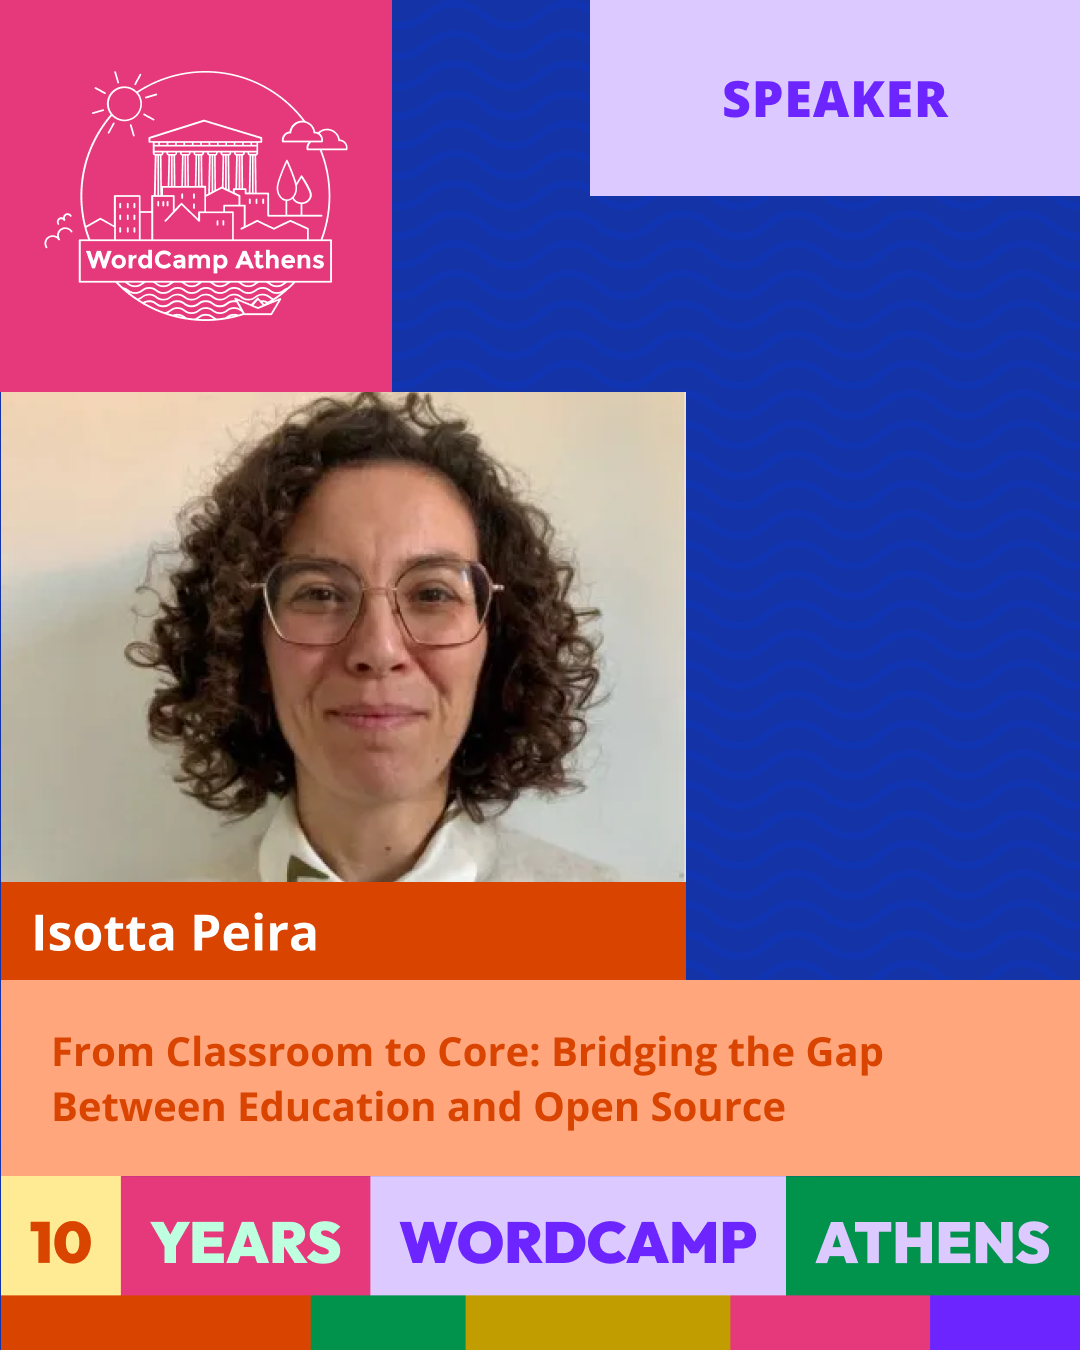 WordCamp Athens
SPEAKER
Isotta Peira
From Classroom to Core: Bridging the Gap
Between Education and Open Source
10 YEARS WORDCAMP ATHENS